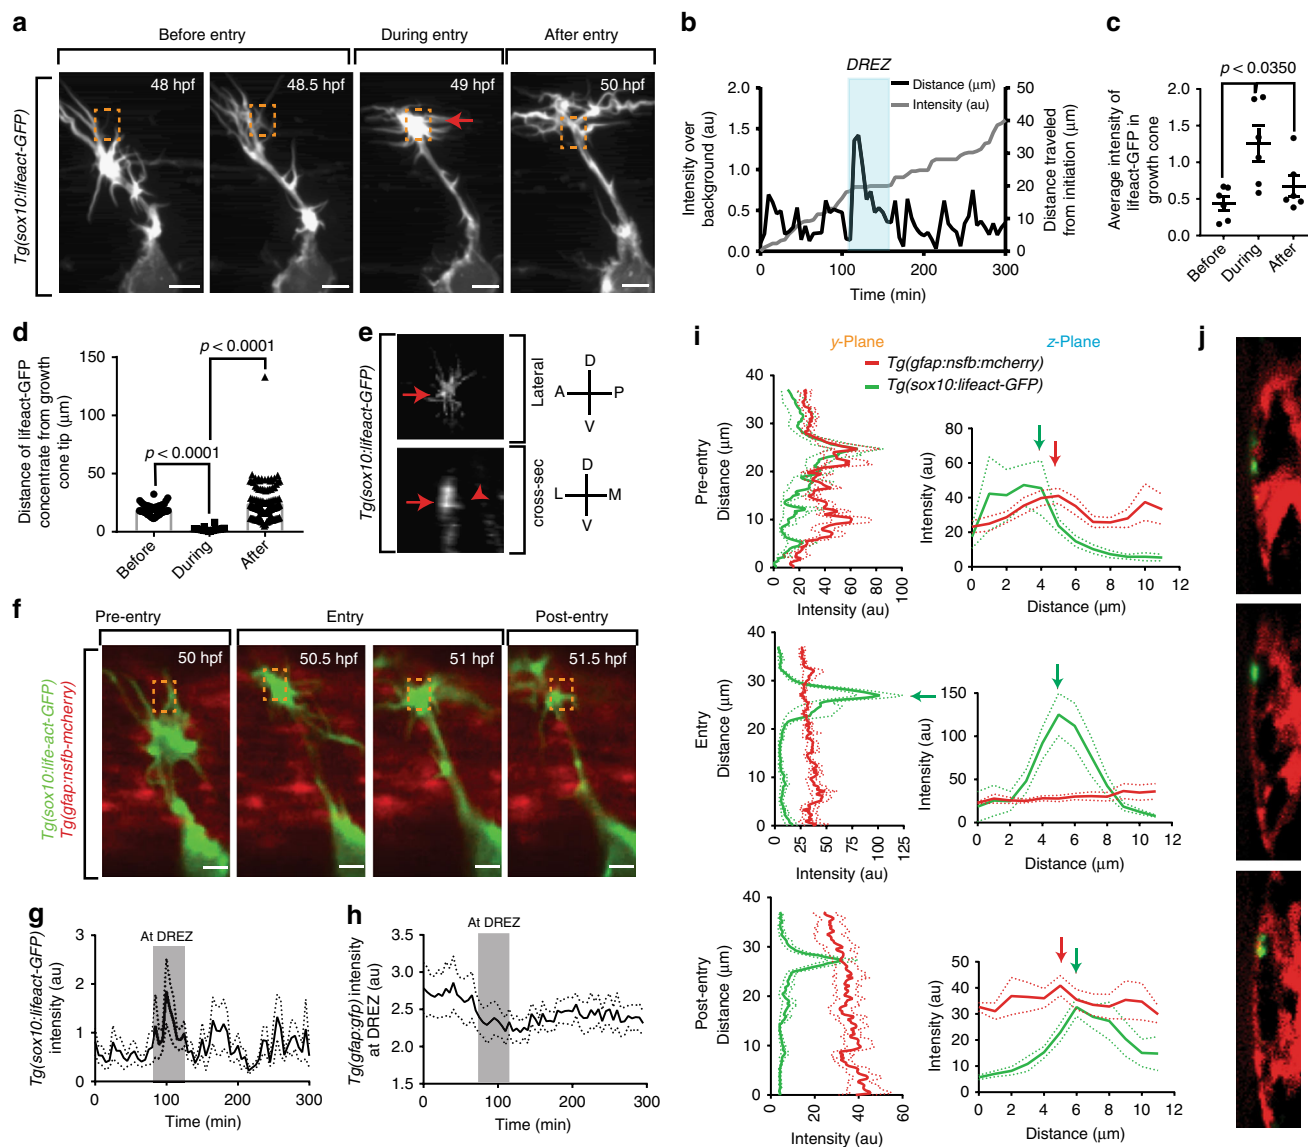 a
Before entry
During entry
After entry
Tg(sox10:lifeact-GFP)
48 hpf
48.5 hpf
49 hpf
50 hpf
b
DREZ
Distance (μm)
Intensity (au)
Intensity over
background (au)
2.0
1.5
1.0
0.5
0.0
50
40
30
20
10
0
Distance traveled
from initiation (μm)
0
100
200
300
Time (min)
c
p < 0.0350
Average intensity of
lifeact-GFP in
growth cone
2.0
1.5
1.0
0.5
0.0
Before
During
After
d
Distance of lifeact-GFP
concentrate from growth
cone tip (μm)
150
100
50
0
p < 0.0001
p < 0.0001
Before
During
After
e
Tg(sox10:lifeact-GFP)
Lateral
cross-sec
D
A
P
V
D
L
M
V
f
Pre-entry
Entry
Post-entry
Tg(sox10:life-act-GFP)
Tg(gfap:nsfb-mcherry)
50 hpf
50.5 hpf
51 hpf
51.5 hpf
g
At DREZ
Tg(sox10:lifeact-GFP)
intensity (au)
3
2
1
0
0
100
200
300
Time (min)
h
At DREZ
Tg(gfap:gfp) intensity
at DREZ (au)
3.5
3.0
2.5
2.0
1.5
0
100
200
300
Time (min)
i
y-Plane
z-Plane
Tg(gfap:nsfb:mcherry)
Tg(sox10:lifeact-GFP)
Pre-entry
Distance (μm)
40
30
20
10
0
0
20
40
60
80
100
Intensity (au)
Intensity (au)
80
60
40
20
0
0
2
4
6
8
10
12
Distance (μm)
Entry
Distance (μm)
40
30
20
10
0
0
25
50
75
100
125
Intensity (au)
Intensity (au)
150
100
50
0
0
2
4
6
8
10
12
Distance (μm)
Post-entry
Distance (μm)
40
30
20
10
0
0
20
40
60
Intensity (au)
Intensity (au)
50
40
30
20
10
0
0
2
4
6
8
10
12
Distance (μm)
j